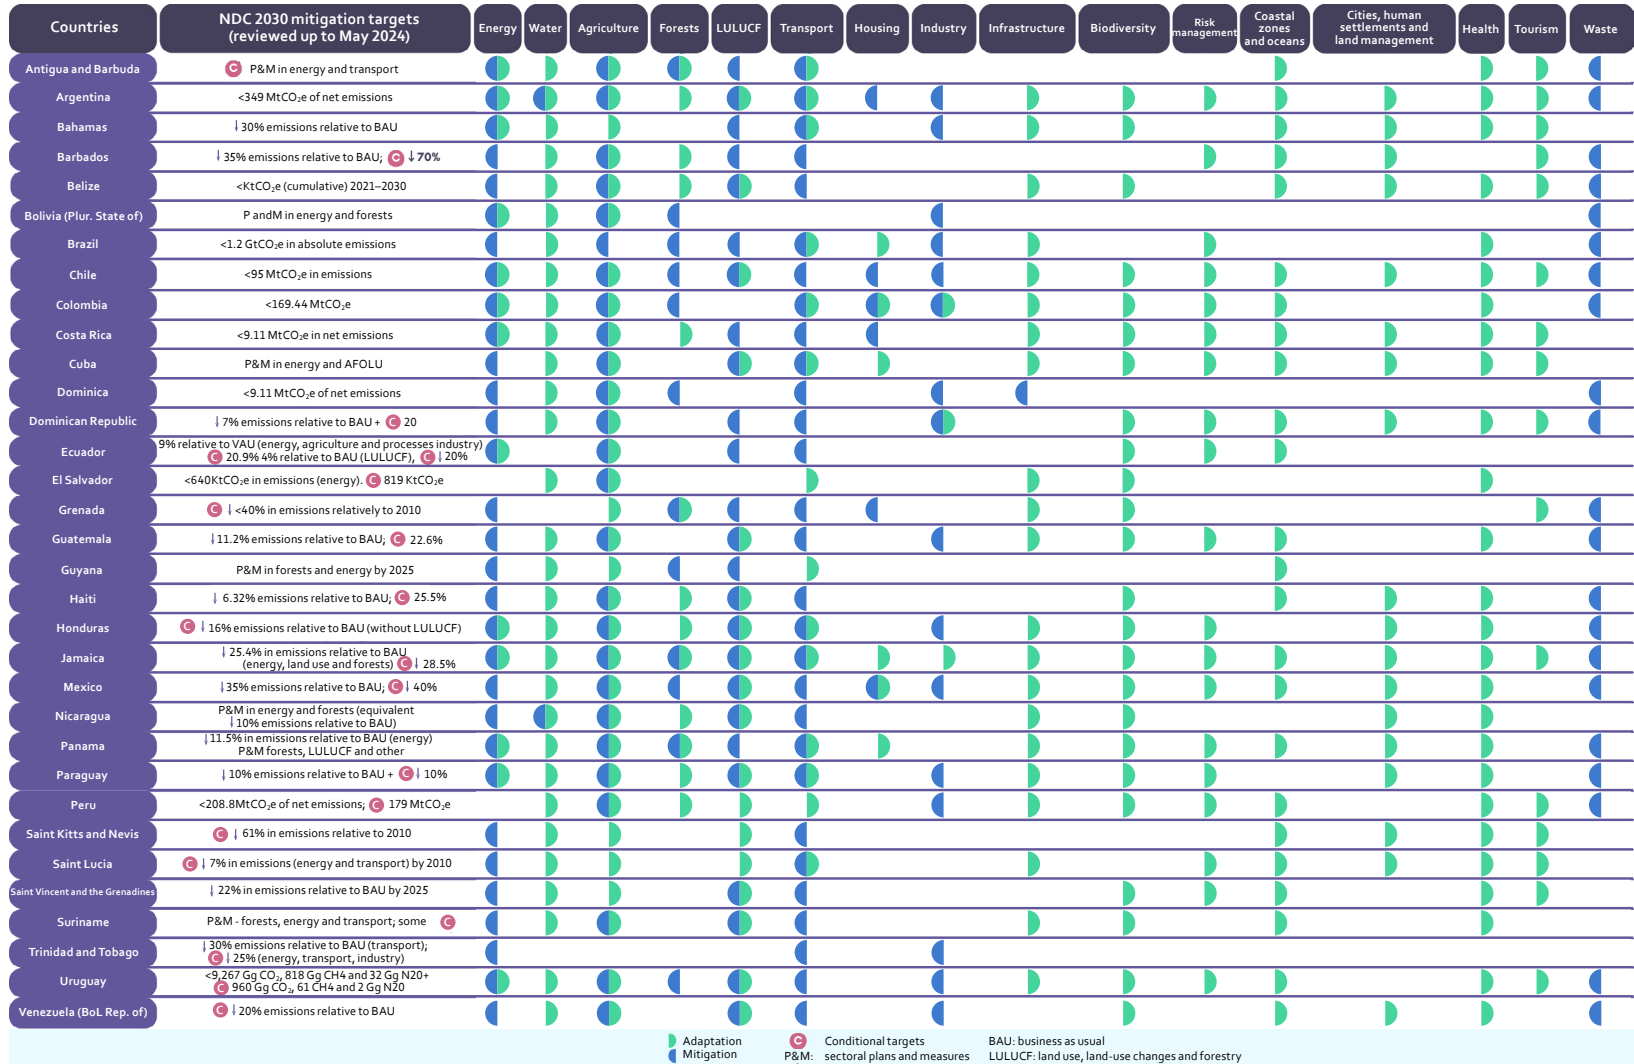 Countries
NDC 2030 mitigation targets
(reviewed up to May 2024)
Energy
Water
Agriculture
Forests
LULUCF
Transport
Housing
Industry
Infrastructure
Biodiversity
Risk
management
Coastal
zones
and oceans
Cities, human
settlements and
land management
Health
Tourism
Waste
Antigua and Barbuda
C P&M in energy and transport
Argentina
<349 MtCO₂e of net emissions
Bahamas
↓30% emissions relative to BAU
Barbados
↓35% emissions relative to BAU; C ↓70%
Belize
<KtCO₂e (cumulative) 2021–2030
Bolivia (Plur. State of)
P andM in energy and forests
Brazil
<1.2 GtCO₂e in absolute emissions
Chile
<95 MtCO₂e in emissions
Colombia
<169.44 MtCO₂e
Costa Rica
<9.11 MtCO₂e in net emissions
Cuba
P&M in energy and AFOLU
Dominica
<9.11 MtCO₂e of net emissions
Dominican Republic
↓7% emissions relative to BAU + C 20
Ecuador
9% relative to VAU (energy, agriculture and processes industry)
C 20.9% 4% relative to BAU (LULUCF), C ↓20%
El Salvador
<640KtCO₂e in emissions (energy). C 819 KtCO₂e
Grenada
C ↓<40% in emissions relatively to 2010
Guatemala
↓11.2% emissions relative to BAU; C 22.6%
Guyana
P&M in forests and energy by 2025
Haiti
↓ 6.32% emissions relative to BAU; C 25.5%
Honduras
C ↓16% emissions relative to BAU (without LULUCF)
Jamaica
↓25.4% in emissions relative to BAU
(energy, land use and forests) C ↓ 28.5%
Mexico
↓35% emissions relative to BAU; C ↓ 40%
Nicaragua
P&M in energy and forests (equivalent
↓10% emissions relative to BAU)
Panama
↓11.5% in emissions relative to BAU (energy)
P&M forests, LULUCF and other
Paraguay
↓10% emissions relative to BAU + C ↓ 10%
Peru
<208.8MtCO₂e of net emissions; C 179 MtCO₂e
Saint Kitts and Nevis
C ↓ 61% in emissions relative to 2010
Saint Lucia
C ↓ 7% in emissions (energy and transport) by 2010
Saint Vincent and the Grenadines
↓ 22% in emissions relative to BAU by 2025
Suriname
P&M - forests, energy and transport; some C
Trinidad and Tobago
↓30% emissions relative to BAU (transport);
C ↓25% (energy, transport, industry)
Uruguay
<9,267 Gg CO₂, 818 Gg CH4 and 32 Gg N20+
C 960 Gg CO₂, 61 CH4 and 2 Gg N20
Venezuela (BoL Rep. of)
C ↓20% emissions relative to BAU
Adaptation
Mitigation
C Conditional targets
P&M: sectoral plans and measures
BAU: business as usual
LULUCF: land use, land-use changes and forestry